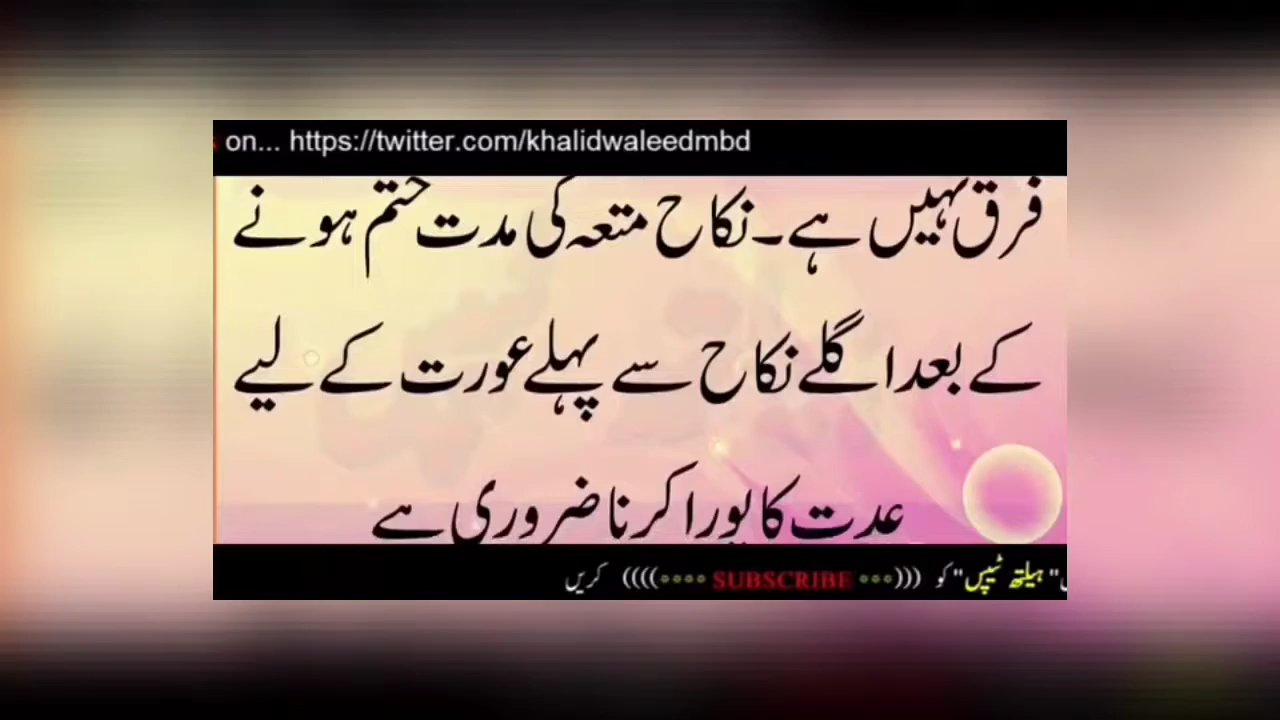 on... https://twitter.com/khalidwaleedmbd
فرق نہیں ہے۔ نکاح متعہ کی مدت ختم ہونے
کے بعد اگلے نکاح سے پہلے عورت کے لیے
عدت کا پورا کرنا ضروری ہے
"ہیلتھ ٹیپس" کو (((●●● SUBSCRIBE ●●●●)))) کریں